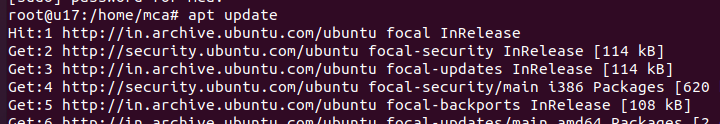 [sudo] password for mca:
root@u17:/home/mca# apt update
Hit:1 http://in.archive.ubuntu.com/ubuntu focal InRelease
Get:2 http://security.ubuntu.com/ubuntu focal-security InRelease [114 kB]
Get:3 http://in.archive.ubuntu.com/ubuntu focal-updates InRelease [114 kB]
Get:4 http://security.ubuntu.com/ubuntu focal-security/main i386 Packages [620
Get:5 http://in.archive.ubuntu.com/ubuntu focal-backports InRelease [108 kB]
Get:6 http://in.archive.ubuntu.com/ubuntu focal-updates/main amd64 Packages [2